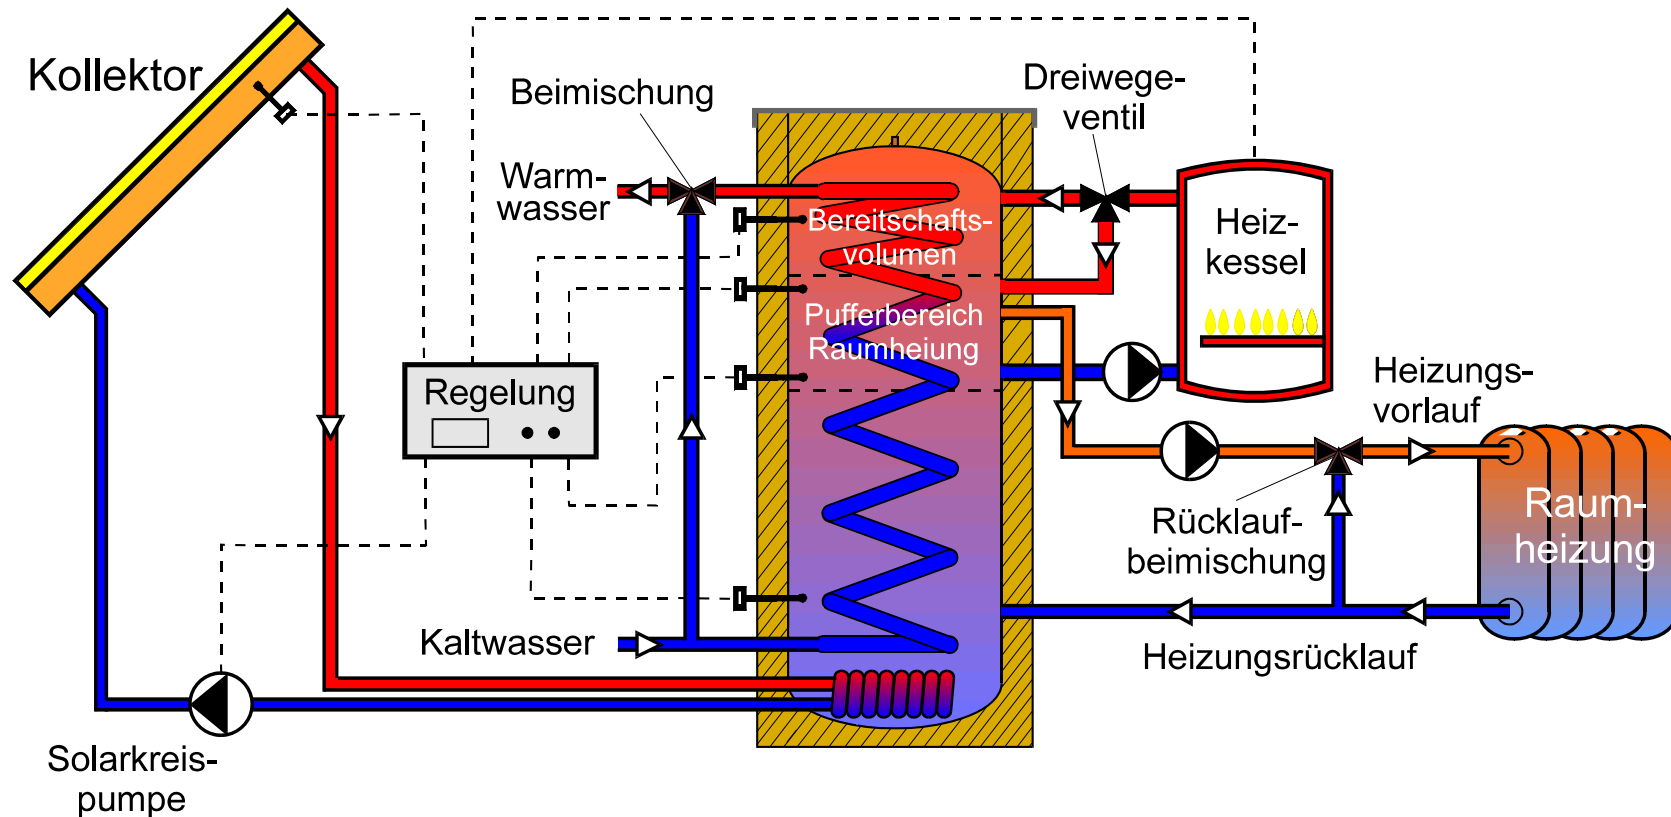 Kollektor
Beimischung
Dreiwege-
ventil
Warm-
wasser
Bereitschafts-
volumen
Heiz-
kessel
Pufferbereich
Raumheiung
Regelung
Heizungs-
vorlauf
Rücklauf-
beimischung
Raum-
heizung
Kaltwasser
Heizungsrücklauf
Solarkreis-
pumpe